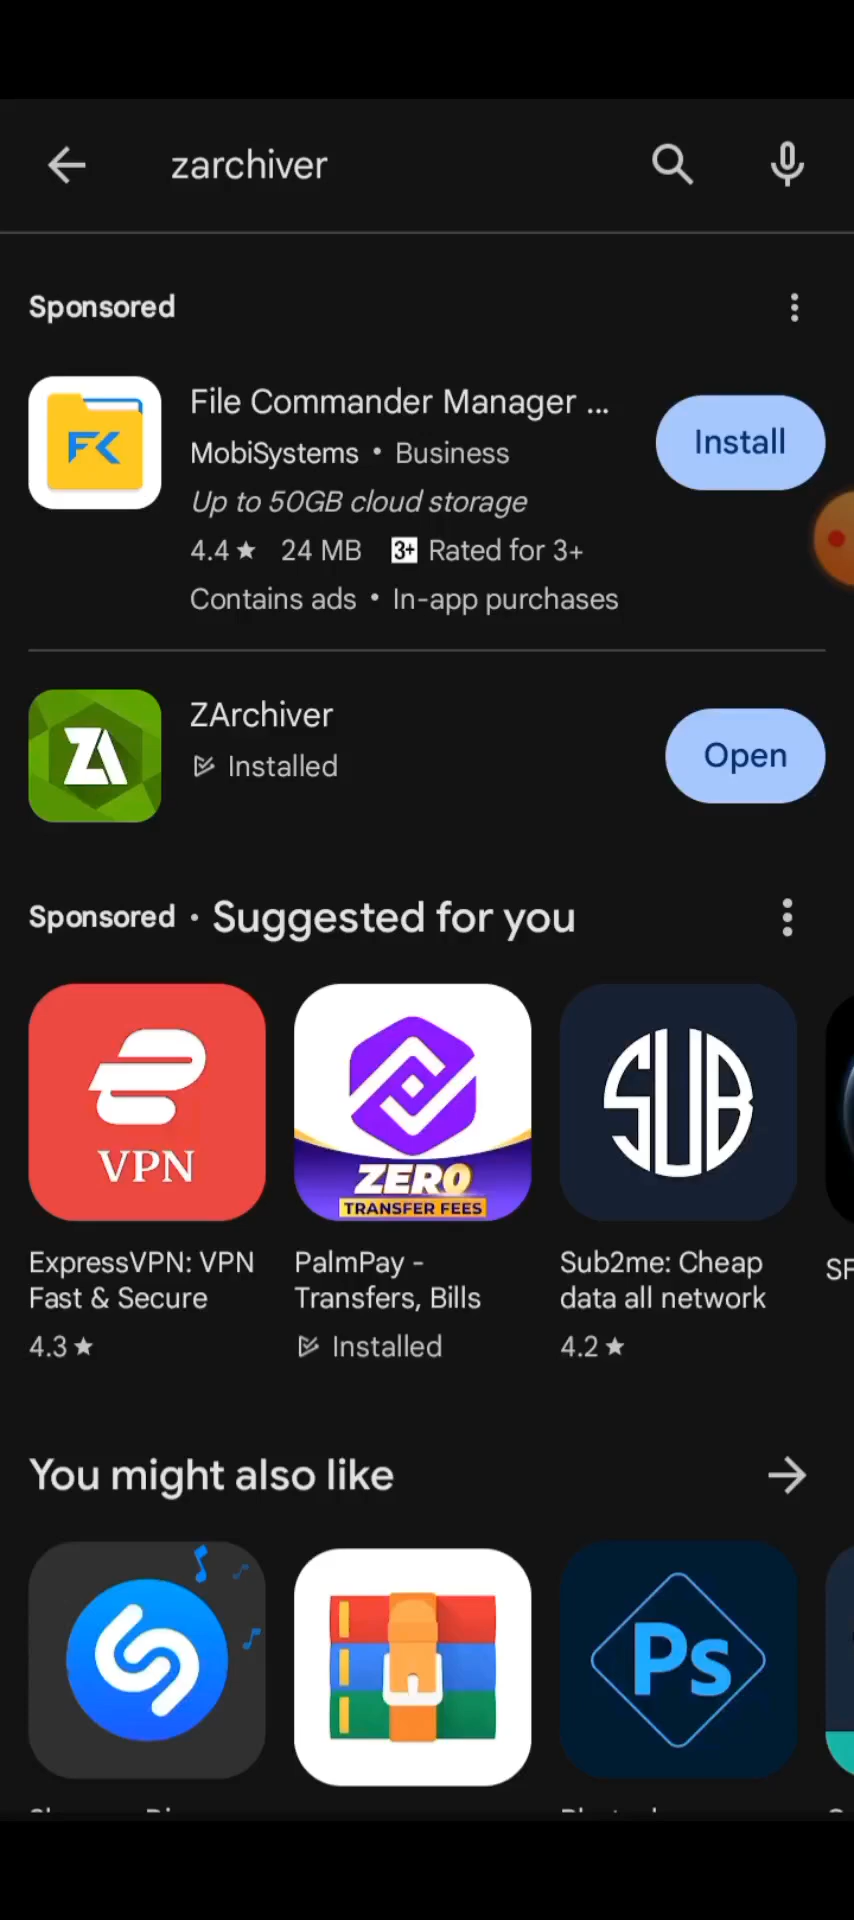 zarchiver
Sponsored
File Commander Manager ...
Install
MobiSystems • Business
Up to 50GB cloud storage
4.4 ★ 24 MB 3+ Rated for 3+
Contains ads • In-app purchases
ZArchiver
Installed
Open
Sponsored · Suggested for you
VPN
ZERO
TRANSFER FEES
SUB
ExpressVPN: VPN
Fast & Secure
4.3 ★
PalmPay -
Transfers, Bills
Installed
Sub2me: Cheap
data all network
4.2 ★
SF
You might also like
Ps